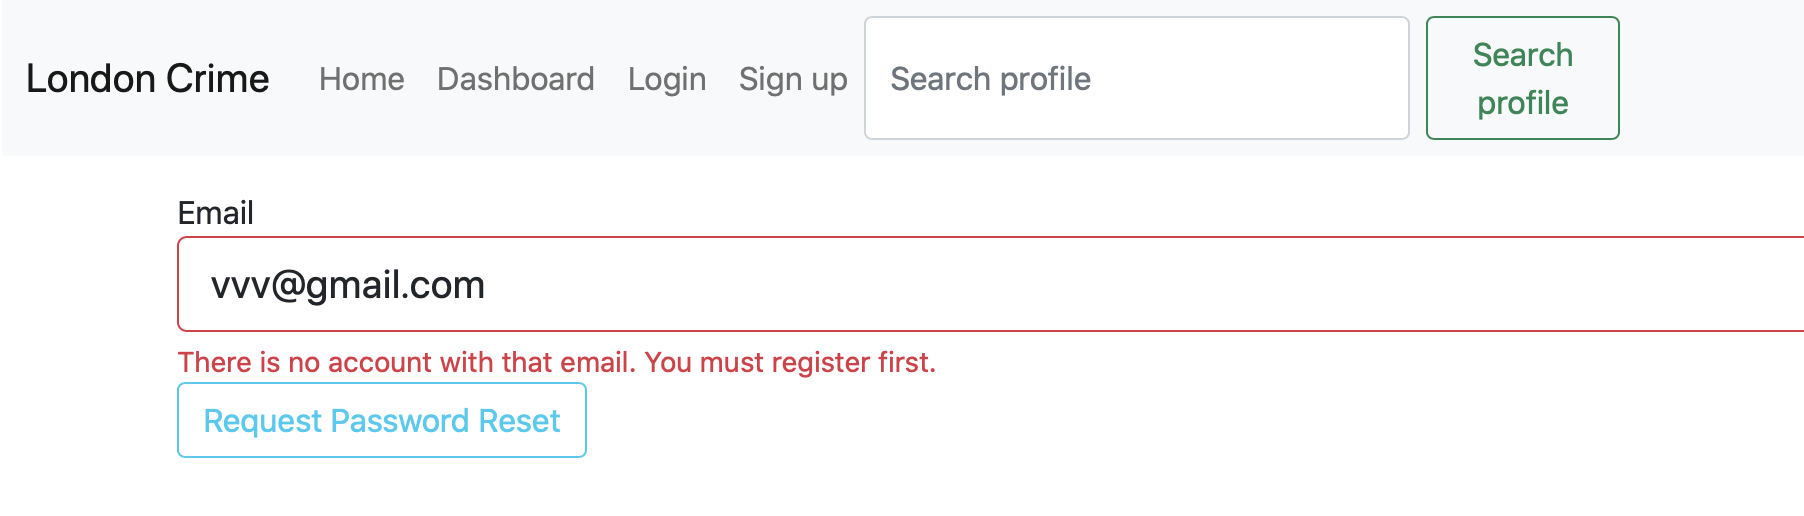 London Crime Home Dashboard Login Sign up Search profile Search
profile
Email
vvv@gmail.com
There is no account with that email. You must register first.
Request Password Reset